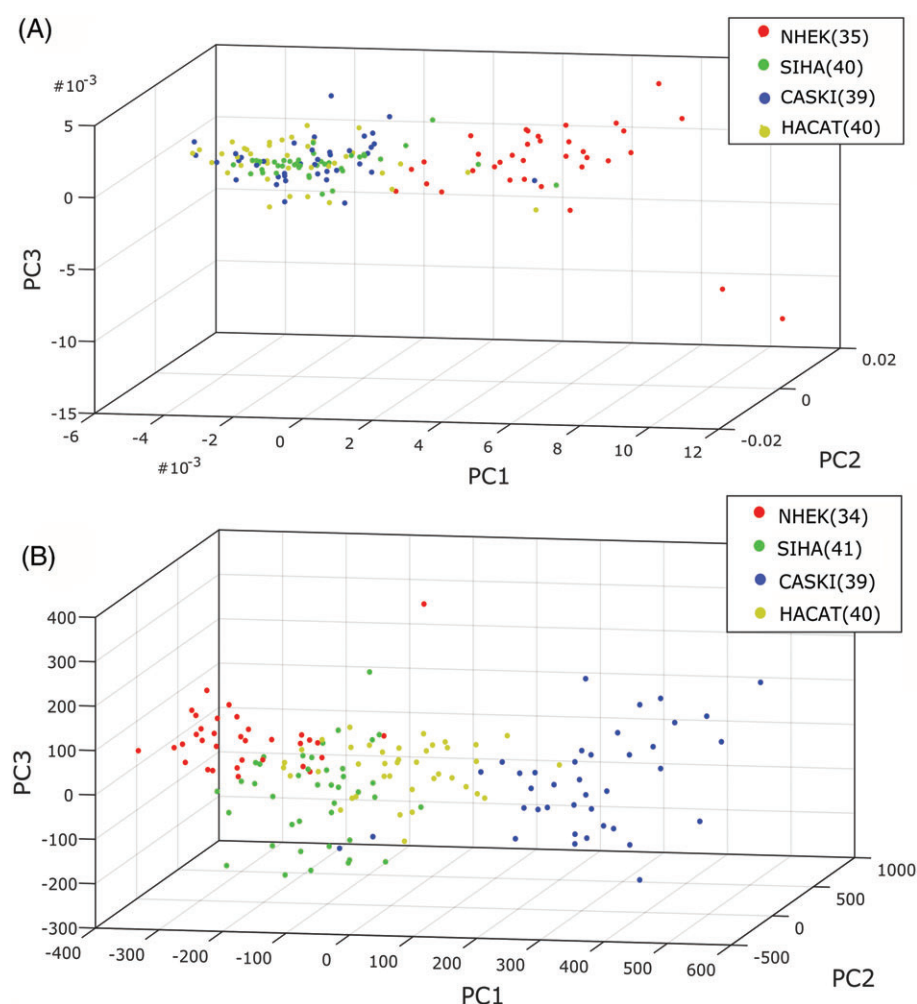 (A)
NHEK(35)
SIHA(40)
CASKI(39)
HACAT(40)
#10-3
5
0
-5
-10
-15
PC3
-6 -4 -2 0 2 4 6 8 10 12
#10-3
PC1
-0.02 0 0.02
PC2
(B)
NHEK(34)
SIHA(41)
CASKI(39)
HACAT(40)
400
300
200
100
0
-100
-200
-300
PC3
-400 -300 -200 -100 0 100 200 300 400 500 600
PC1
-500 0 500 1000
PC2